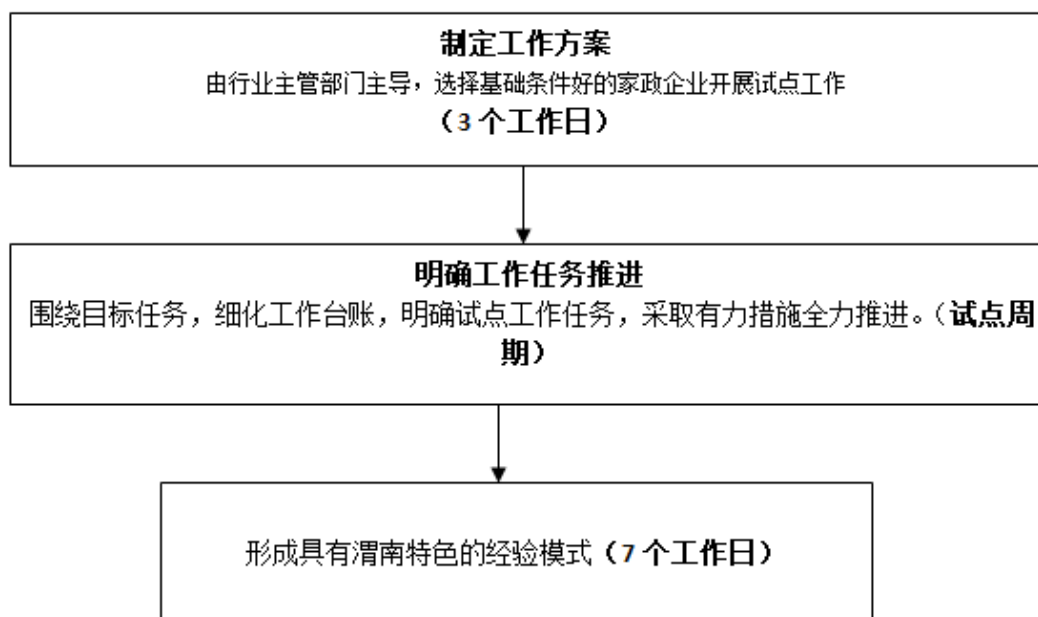 制定工作方案
由行业主管部门主导，选择基础条件好的家政企业开展试点工作
（3 个工作日）
明确工作任务推进
围绕目标任务，细化工作台账，明确试点工作任务，采取有力措施全力推进。（试点周
期）
形成具有渭南特色的经验模式（7 个工作日）